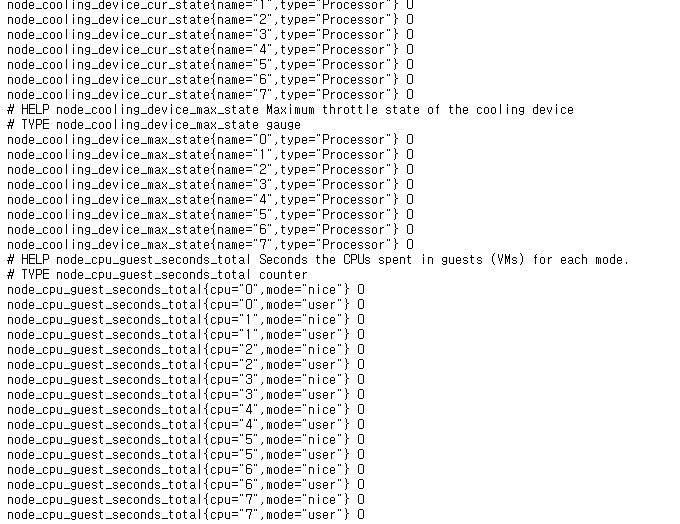 node_cooling_device_cur_state{name="1",type="Processor"} 0
node_cooling_device_cur_state{name="2",type="Processor"} 0
node_cooling_device_cur_state{name="3",type="Processor"} 0
node_cooling_device_cur_state{name="4",type="Processor"} 0
node_cooling_device_cur_state{name="5",type="Processor"} 0
node_cooling_device_cur_state{name="6",type="Processor"} 0
node_cooling_device_cur_state{name="7",type="Processor"} 0
# HELP node_cooling_device_max_state Maximum throttle state of the cooling device
# TYPE node_cooling_device_max_state gauge
node_cooling_device_max_state{name="0",type="Processor"} 0
node_cooling_device_max_state{name="1",type="Processor"} 0
node_cooling_device_max_state{name="2",type="Processor"} 0
node_cooling_device_max_state{name="3",type="Processor"} 0
node_cooling_device_max_state{name="4",type="Processor"} 0
node_cooling_device_max_state{name="5",type="Processor"} 0
node_cooling_device_max_state{name="6",type="Processor"} 0
node_cooling_device_max_state{name="7",type="Processor"} 0
# HELP node_cpu_guest_seconds_total Seconds the CPUs spent in guests (VMs) for each mode.
# TYPE node_cpu_guest_seconds_total counter
node_cpu_guest_seconds_total{cpu="0",mode="nice"} 0
node_cpu_guest_seconds_total{cpu="0",mode="user"} 0
node_cpu_guest_seconds_total{cpu="1",mode="nice"} 0
node_cpu_guest_seconds_total{cpu="1",mode="user"} 0
node_cpu_guest_seconds_total{cpu="2",mode="nice"} 0
node_cpu_guest_seconds_total{cpu="2",mode="user"} 0
node_cpu_guest_seconds_total{cpu="3",mode="nice"} 0
node_cpu_guest_seconds_total{cpu="3",mode="user"} 0
node_cpu_guest_seconds_total{cpu="4",mode="nice"} 0
node_cpu_guest_seconds_total{cpu="4",mode="user"} 0
node_cpu_guest_seconds_total{cpu="5",mode="nice"} 0
node_cpu_guest_seconds_total{cpu="5",mode="user"} 0
node_cpu_guest_seconds_total{cpu="6",mode="nice"} 0
node_cpu_guest_seconds_total{cpu="6",mode="user"} 0
node_cpu_guest_seconds_total{cpu="7",mode="nice"} 0
node_cpu_guest_seconds_total{cpu="7",mode="user"} 0